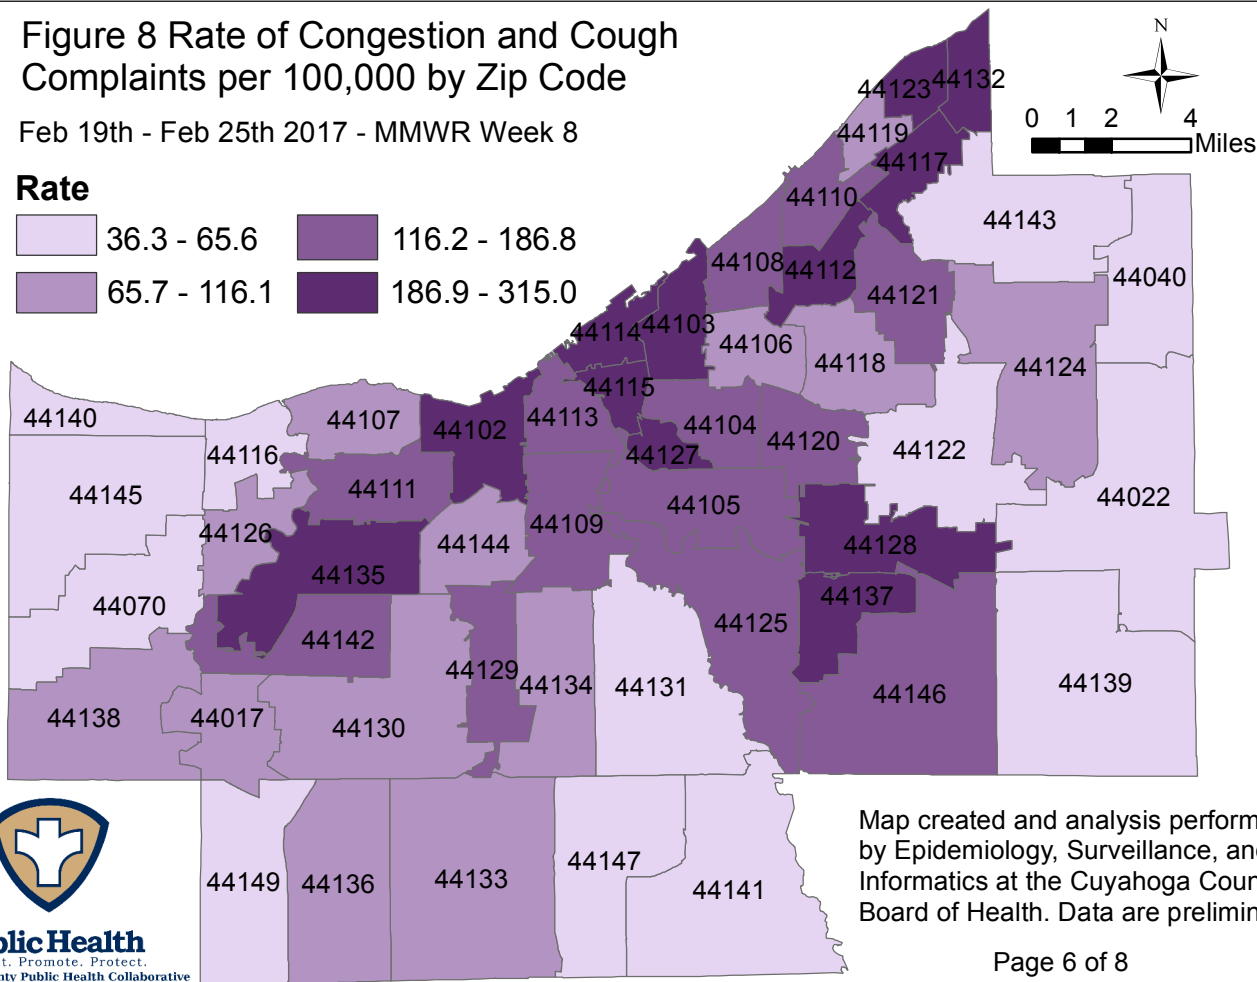 Figure 8 Rate of Congestion and Cough
Complaints per 100,000 by Zip Code
Feb 19th - Feb 25th 2017 - MMWR Week 8
N
0 1 2 4
Miles
Rate
36.3 - 65.6
116.2 - 186.8
65.7 - 116.1
186.9 - 315.0
44123
44132
44119
44117
44110
44143
44108
44112
44040
44121
44114
44103
44106
44118
44124
44115
44140
44107
44102
44113
44104
44120
44116
44127
44122
44145
44111
44105
44022
44126
44144
44109
44128
44135
44070
44137
44142
44125
44129
44134
44131
44146
44139
44138
44017
44130
44149
44136
44133
44147
44141
Map created and analysis perform
by Epidemiology, Surveillance, an
Informatics at the Cuyahoga Coun
Board of Health. Data are prelimin
Page 6 of 8
blic Health
t. Promote. Protect.
nty Public Health Collaborative